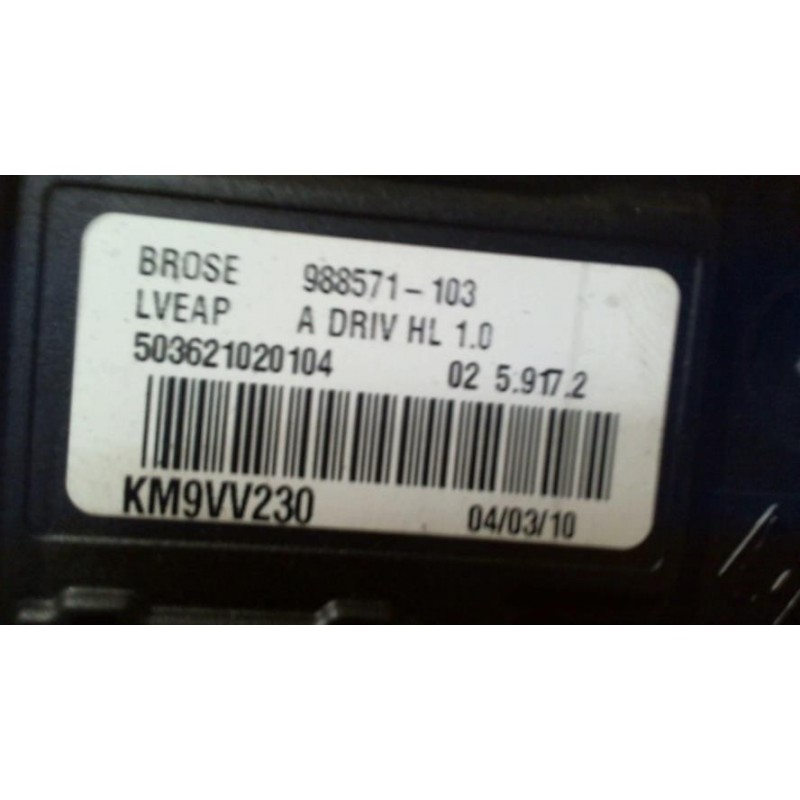 BROSE 988571-103
LVEAP A DRIV HL 1.0
503621020104 02 5.917.2
KM9VV230 04/03/10